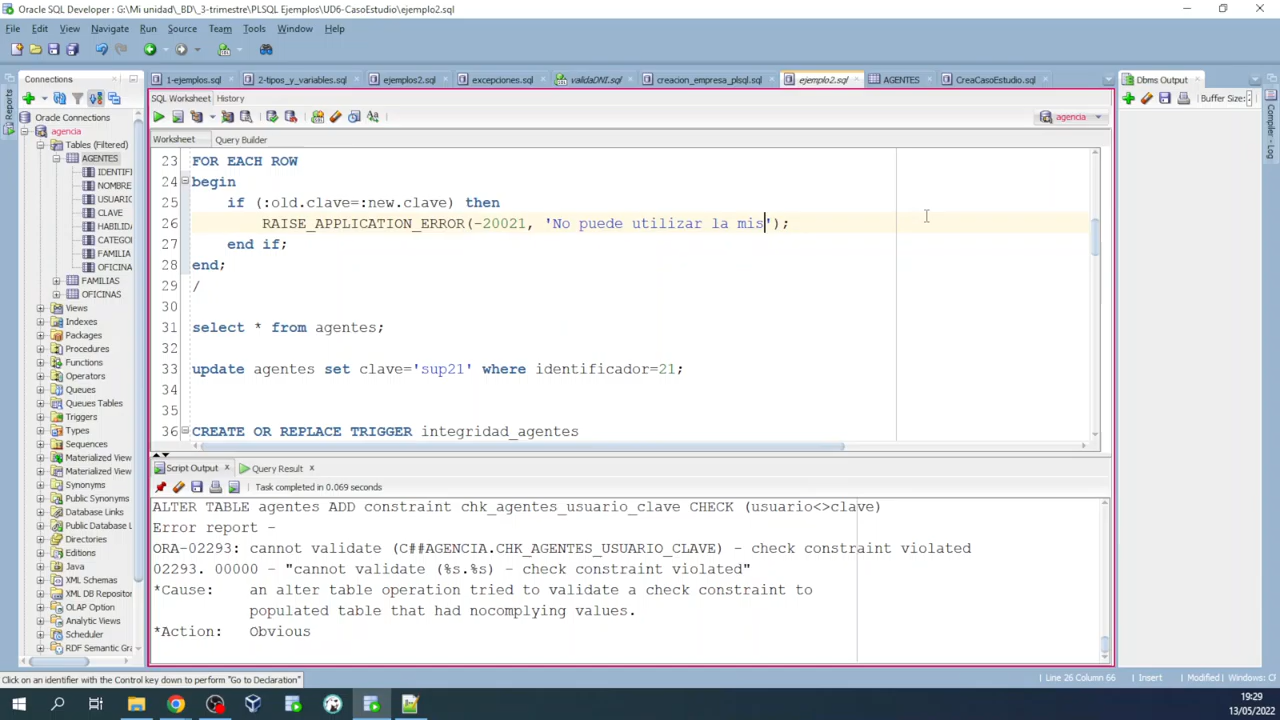 Oracle SQL Developer : G:\Mi unidad\_BD\_3-trimestre\PLSQL Ejemplos\UD6-CasoEstudio\ejemplo2.sql
File Edit View Navigate Run Source Team Tools Window Help
Connections
1-ejemplos.sql
2-tipos_y_variables.sql
ejemplos2.sql
excepciones.sql
validaDNI.sql
creacion_empresa_plsql.sql
ejemplo2.sql
AGENTES
CreaCasoEstudio.sql
Dbms Output
Reports
SQL Worksheet History
Buffer Size:
Compiler - Log
agencia
Worksheet
Query Builder
Oracle Connections
agencia
Tables (Filtered)
AGENTES
IDENTIFI
NOMBRE
USUARIO
CLAVE
HABILID
CATEGO
FAMILIA
OFICINA
FAMILIAS
OFICINAS
Views
Indexes
Packages
Procedures
Functions
Operators
Queues
Queues Tables
Triggers
Types
Sequences
Materialized View
Materialized View
Synonyms
Public Synonyms
Database Links
Public Database Li
Directories
Editions
Java
XML Schemas
XML DB Repositor
OLAP Option
Analytic Views
Scheduler
RDF Semantic Gra
23 FOR EACH ROW
24 begin
25 if (:old.clave=:new.clave) then
26 RAISE_APPLICATION_ERROR(-20021, 'No puede utilizar la mis');
27 end if;
28 end;
29 /
30
31 select * from agentes;
32
33 update agentes set clave='sup21' where identificador=21;
34
35
36 CREATE OR REPLACE TRIGGER integridad_agentes
Script Output
Query Result
Task completed in 0.069 seconds
ALTER TABLE agentes ADD constraint chk_agentes_usuario_clave CHECK (usuario<>clave)
Error report -
ORA-02293: cannot validate (C##AGENCIA.CHK_AGENTES_USUARIO_CLAVE) - check constraint violated
02293. 00000 - "cannot validate (%s.%s) - check constraint violated"
*Cause: an alter table operation tried to validate a check constraint to
populated table that had nocomplying values.
*Action: Obvious
Click on an identifier with the Control key down to perform "Go to Declaration"
Line 26 Column 66
Insert
Modified
Windows: Cl
19:29
13/05/2022